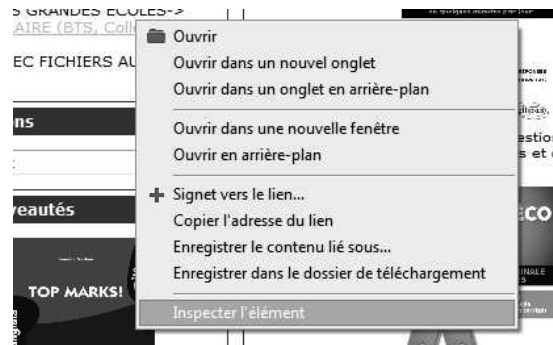 S GRANDES ECOLES->
AIRE (BTS, Coll
EC FICHIERS AU
ns
veautés
TOP MARKS!
Ouvrir
Ouvrir dans un nouvel onglet
Ouvrir dans un onglet en arrière-plan
Ouvrir dans une nouvelle fenêtre
Ouvrir en arrière-plan
Signet vers le lien...
Copier l'adresse du lien
Enregistrer le contenu lié sous...
Enregistrer dans le dossier de téléchargement
Inspecter l'élément
estio
s et
ÉCO
INALE